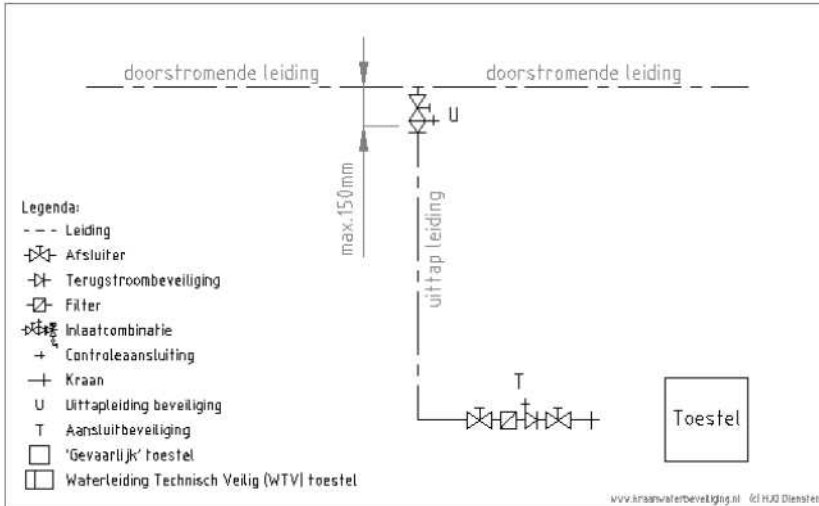 doorstromende leiding
doorstromende leiding
U
max.150mm
uittap leiding
Legenda:
Leiding
Afsluiter
Terugstroombeveiliging
Filter
Inlaatcombinatie
Controleaansluiting
Kraan
U Uittapleiding beveiliging
T Aansluitbeveiliging
'Gevaarlijk' toestel
Waterleiding Technisch Veilig (WTV) toestel
T
Toestel
www.kraanwaterbeveiliging.nl (c) HJO Diensten